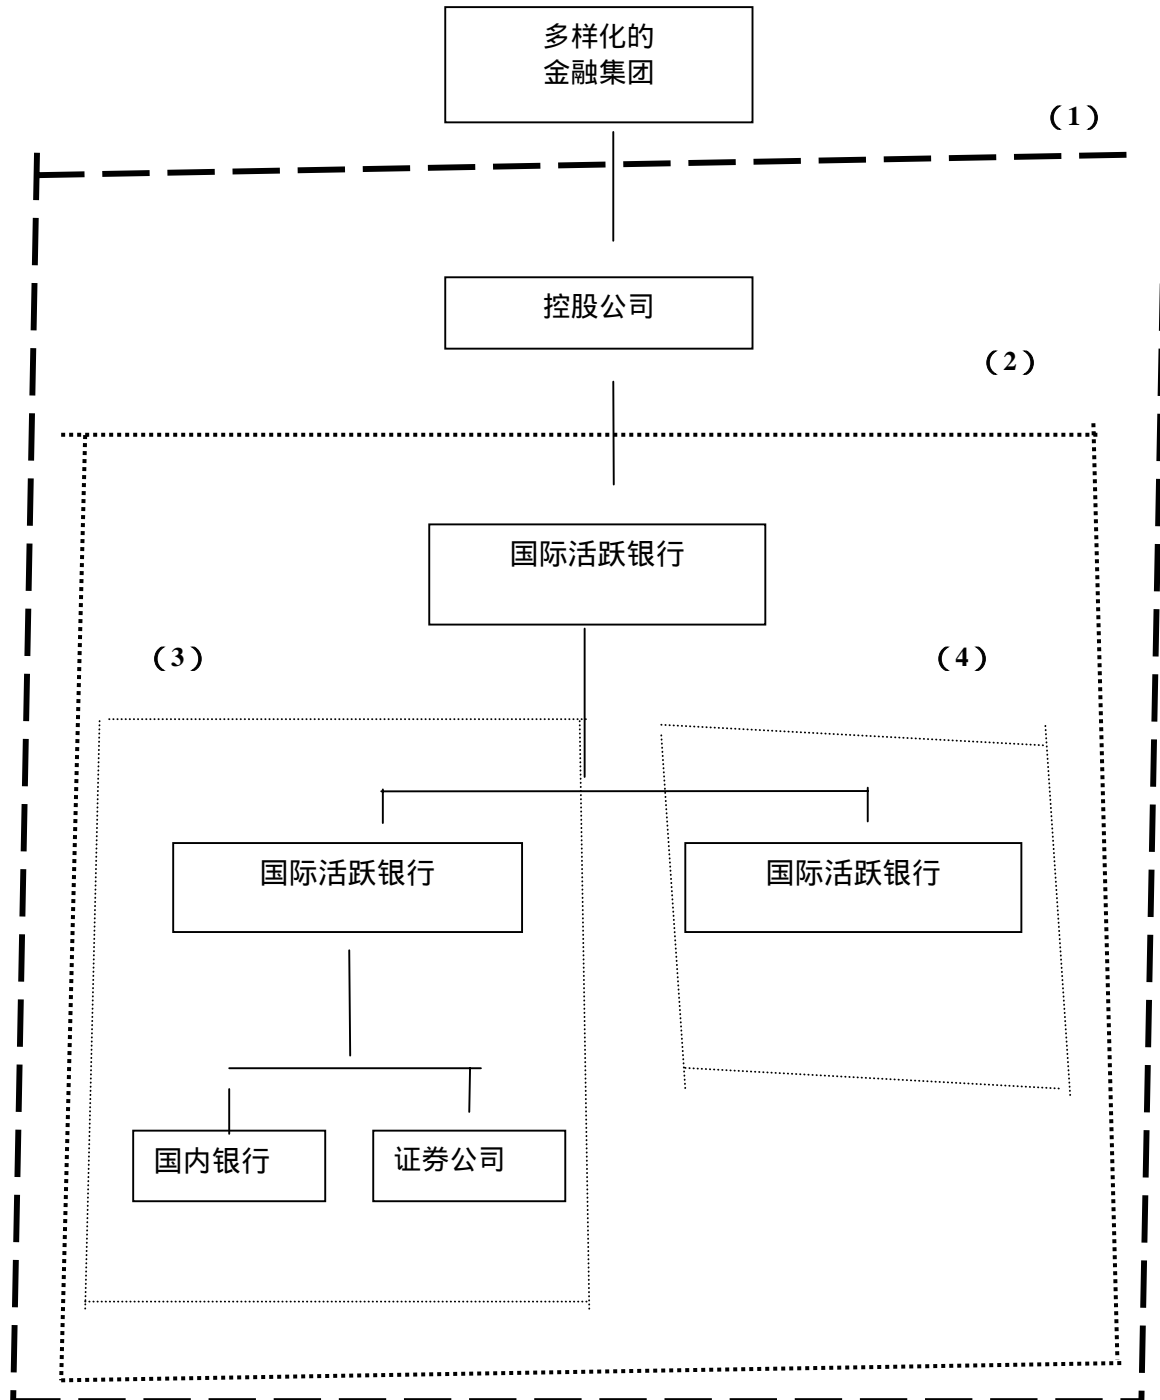 多样化的
金融集团
（1）
控股公司
（2）
国际活跃银行
（3）
（4）
国际活跃银行
国际活跃银行
国内银行
证券公司